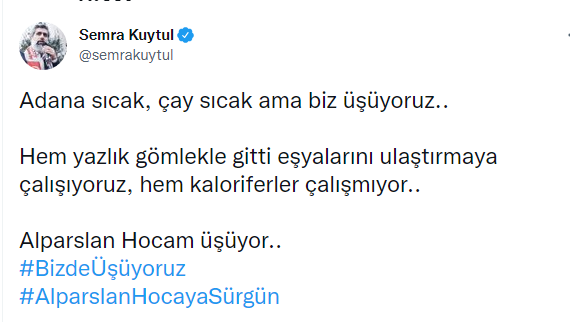 Semra Kuytul
@semrakuytul
Adana sıcak, çay sıcak ama biz üşüyoruz..
Hem yazlık gömlekle gitti eşyalarını ulaştırmaya
çalışıyoruz, hem kaloriferler çalışmıyor..
Alparslan Hocam üşüyor..
#BizdeÜşüyoruz
#AlparslanHocayaSürgün